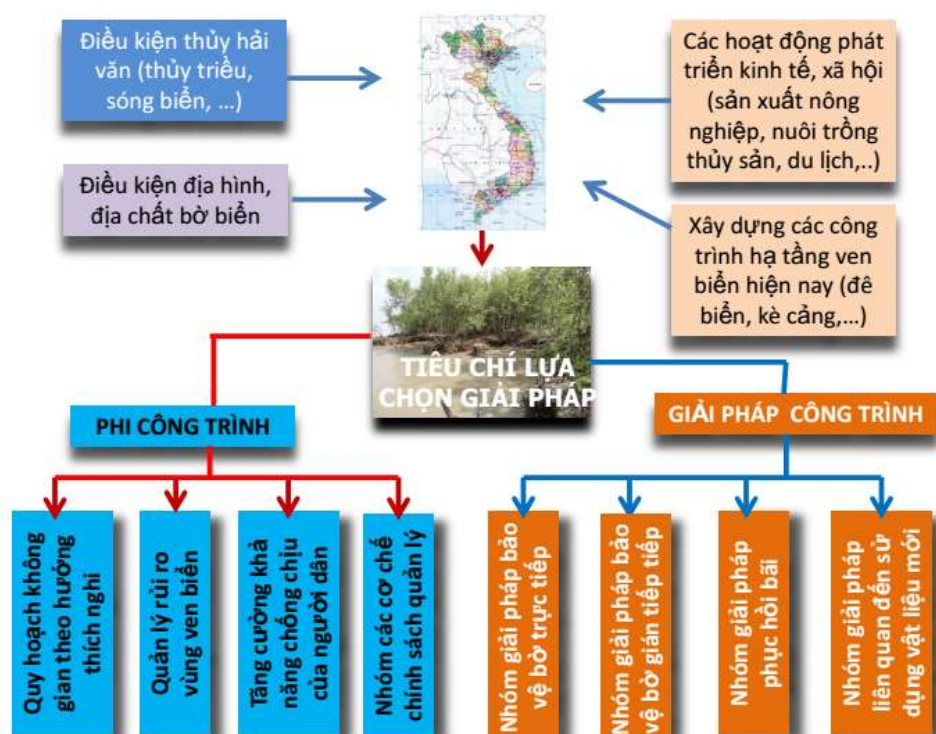 Điều kiện thủy hải
văn (thủy triều,
sóng biển, ...)
Điều kiện địa hình,
địa chất bờ biển
Các hoạt động phát
triển kinh tế, xã hội
(sản xuất nông
nghiệp, nuôi trồng
thủy sản, du lịch,..)
Xây dựng các công
trình hạ tầng ven
biển hiện nay (đê
biển, kè cảng,...)
TIÊU CHÍ LỰA
CHỌN GIẢI PHÁP
PHI CÔNG TRÌNH
GIẢI PHÁP CÔNG TRÌNH
Quy hoạch không
gian theo hướng
thích nghi
Quản lý rủi ro
vùng ven biển
Tăng cường khả
năng chống chịu
của người dân
Nhóm các cơ chế
chính sách quản lý
Nhóm giải pháp bảo
vệ bờ trực tiếp
Nhóm giải pháp bảo
vệ bờ gián tiếp tiếp
Nhóm giải pháp
phục hồi bãi
Nhóm giải pháp
liên quan đến sử
dụng vật liệu mới